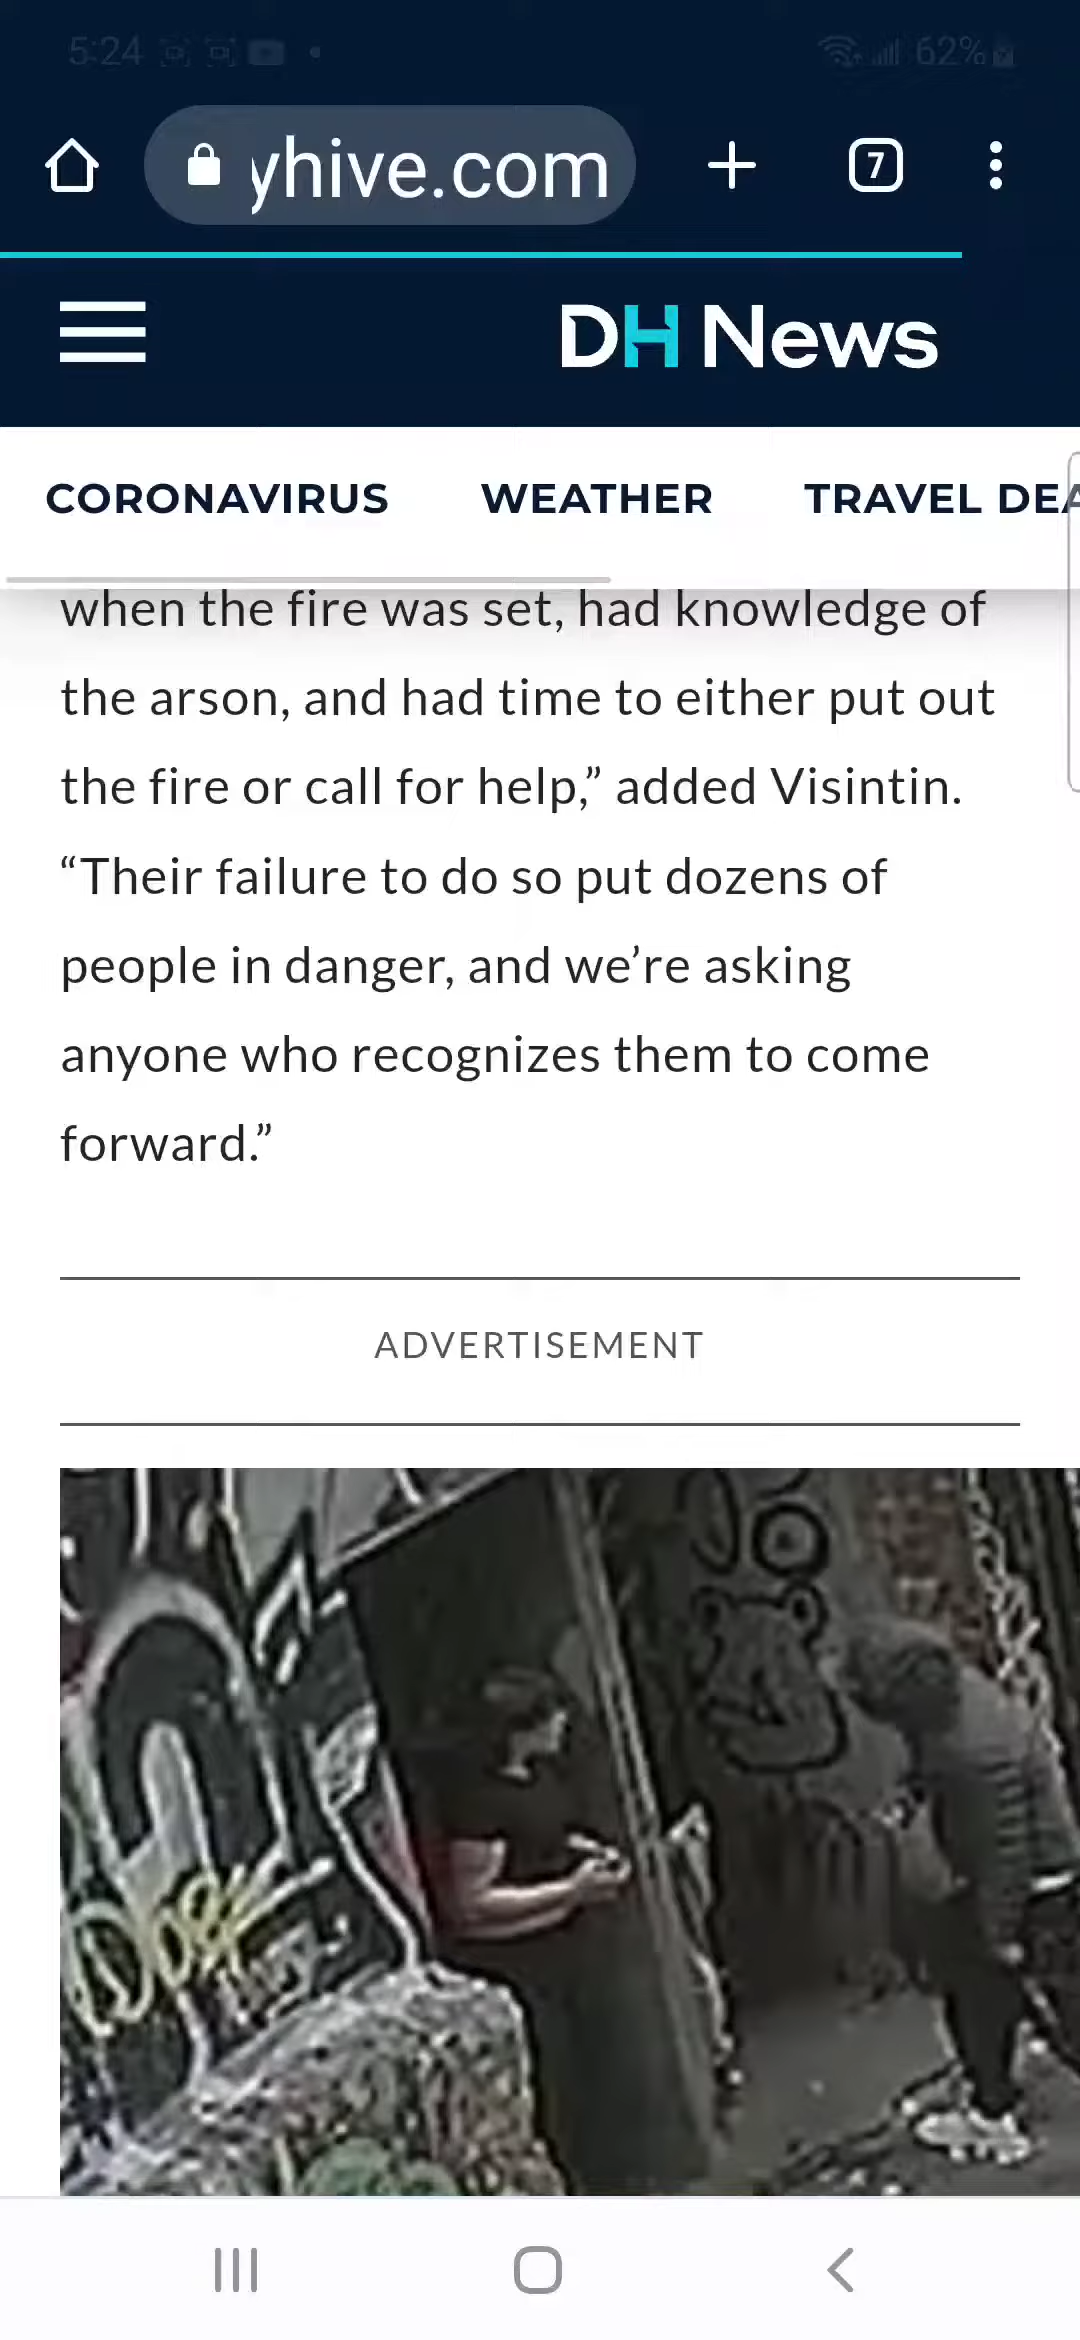 5:24
62%
yhive.com
7
DH News
CORONAVIRUS WEATHER TRAVEL DEA
when the fire was set, had knowledge of
the arson, and had time to either put out
the fire or call for help,” added Visintin.
“Their failure to do so put dozens of
people in danger, and we’re asking
anyone who recognizes them to come
forward.”
ADVERTISEMENT